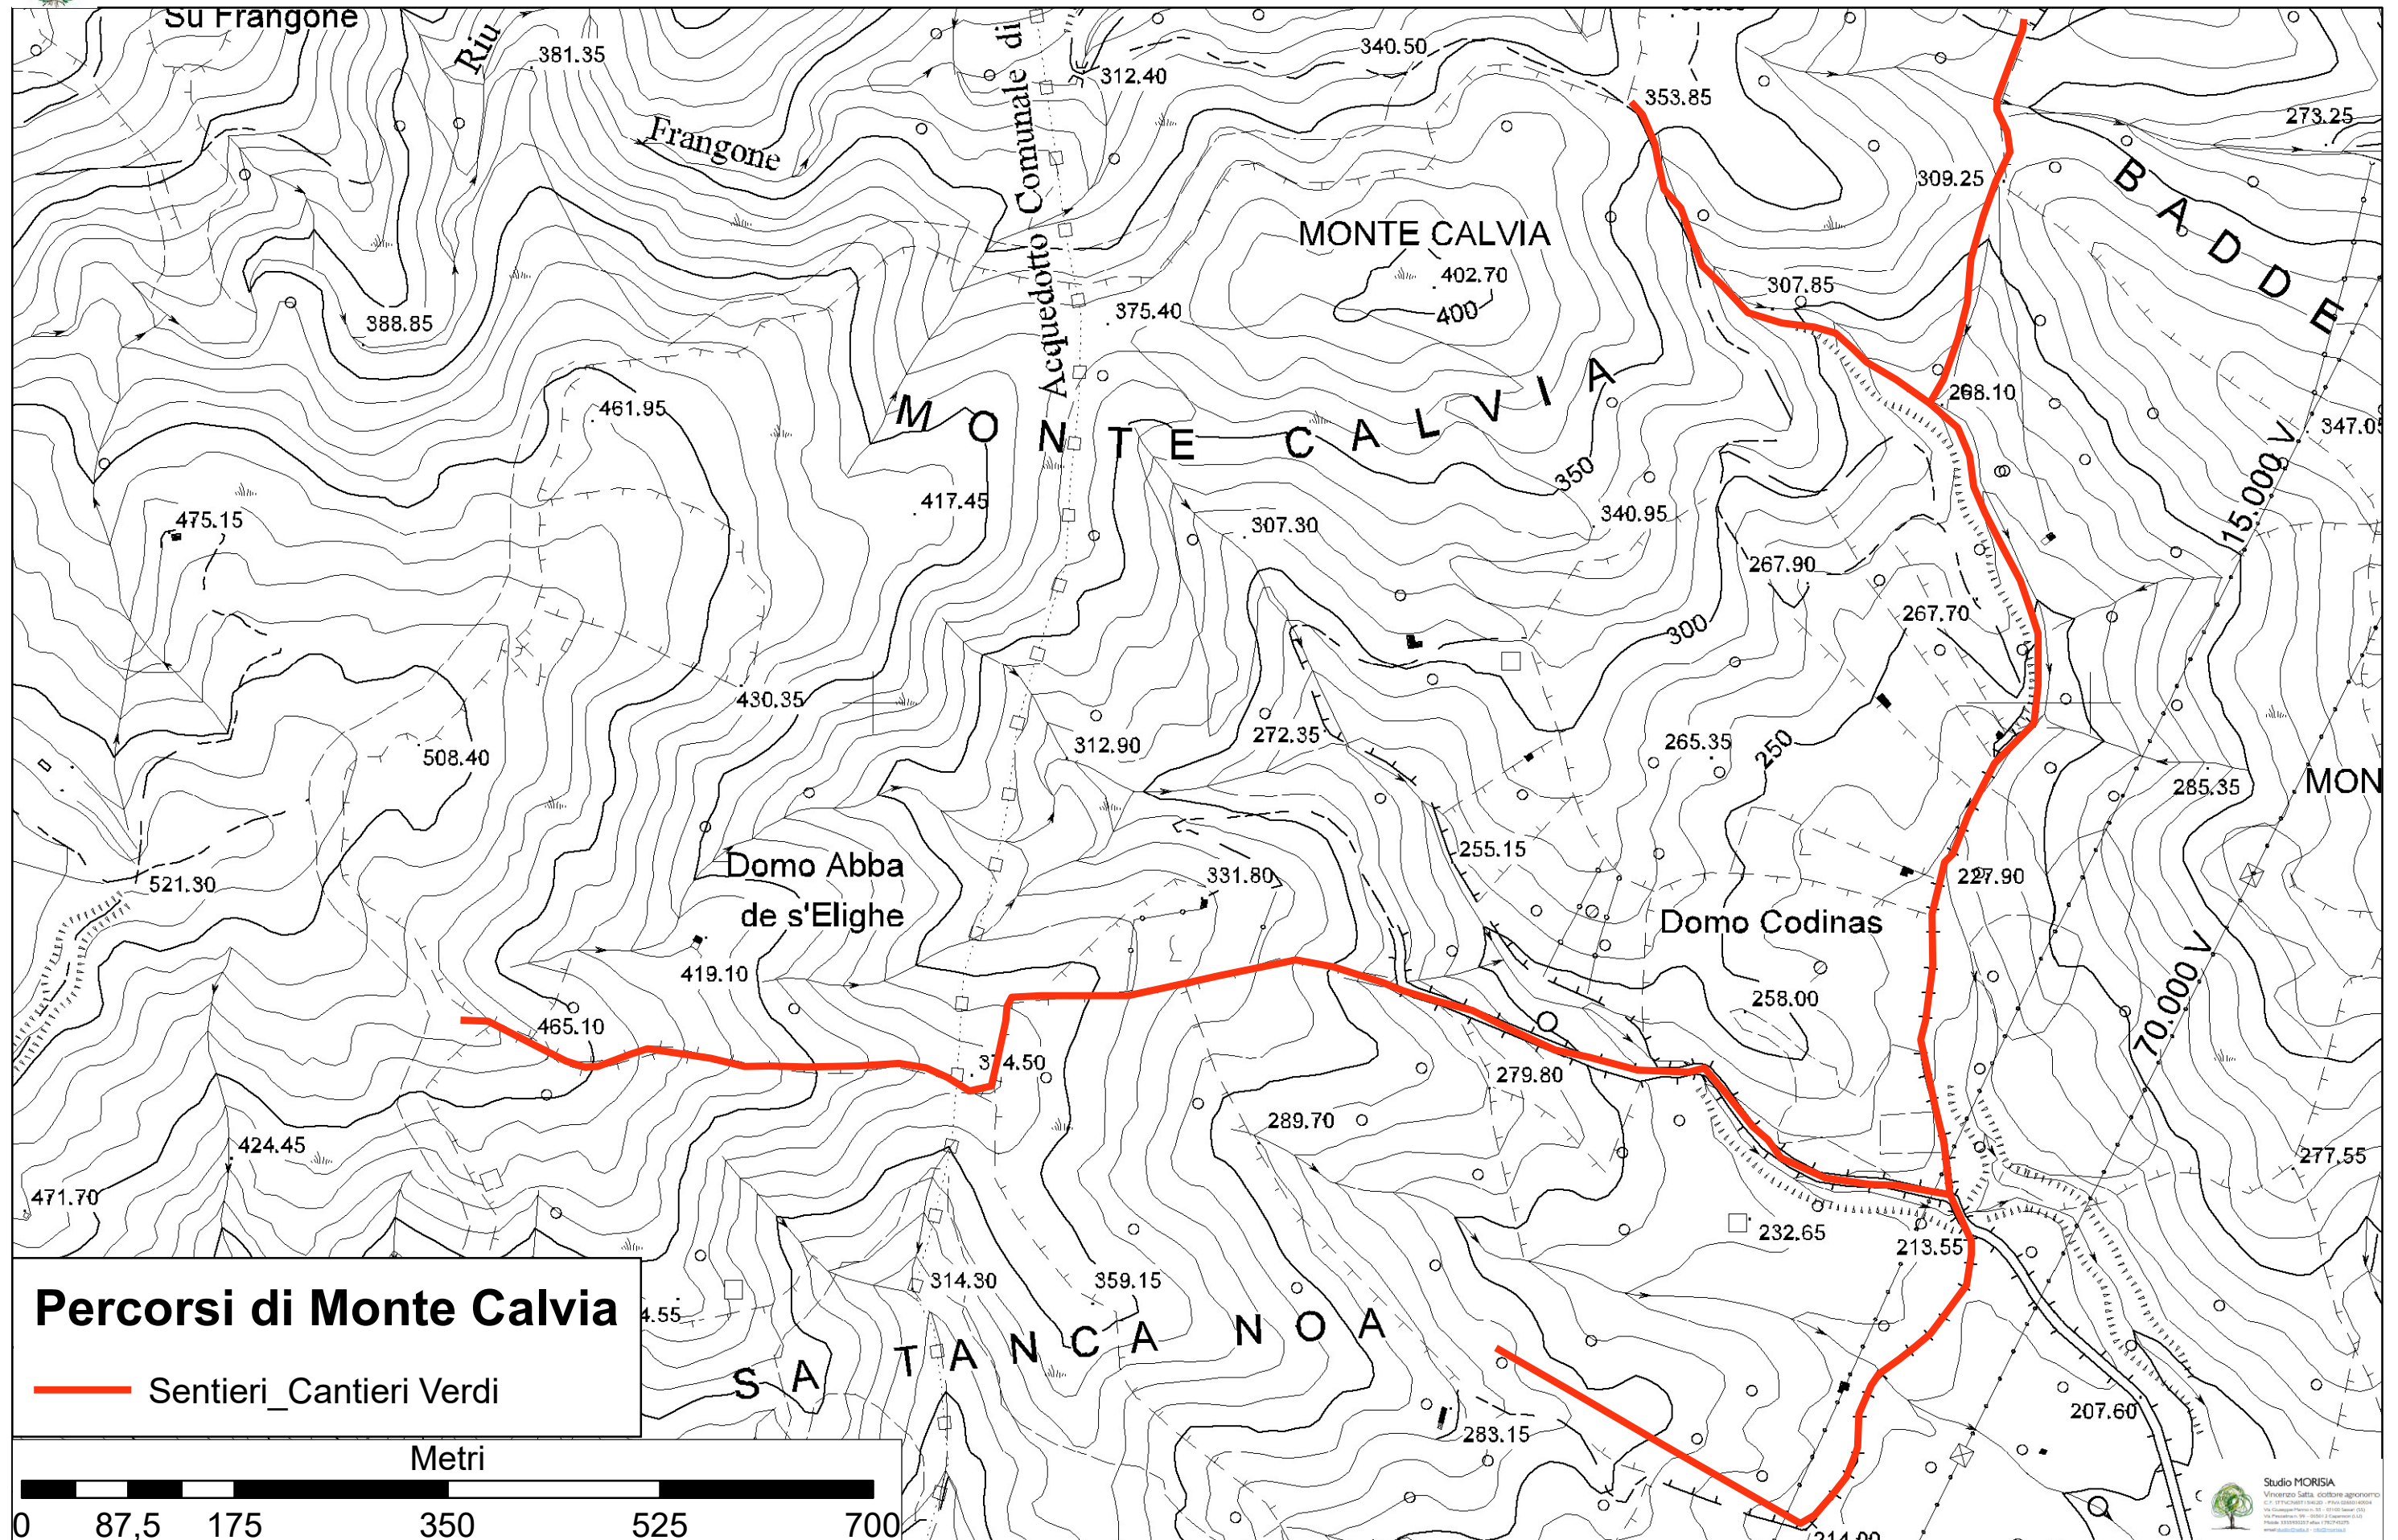 Su Frangone
Riu
Frangone
381.35
Acquedotto Comunale di
312.40
340.50
353.85
273.25
309.25
BADDE
MONTE CALVIA
402.70
400
307.85
375.40
388.85
461.95
MONTE CALVIA
268.10
347.05
15.000 V
417.45
350
340.95
475.15
307.30
267.90
267.70
300
430.35
508.40
312.90
272.35
265.35
250
285.35
MON
255.15
Domo Abba
de s'Elighe
331.80
227.90
521.30
Domo Codinas
419.10
258.00
70.000 V
465.10
374.50
279.80
289.70
424.45
277.55
471.70
232.65
213.55
314.30
359.15
4.55
SA TANCA NOA
207.60
283.15
214.00
Percorsi di Monte Calvia
Sentieri_Cantieri Verdi
Metri
0 87,5 175 350 525 700
Studio MORISIA
Vincenzo Satta, dottore agronomo